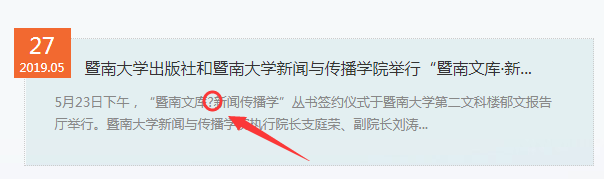 27
2019.05
暨南大学出版社和暨南大学新闻与传播学院举行“暨南文库·新...
5月23日下午，“暨南文库?新闻传播学”丛书签约仪式于暨南大学第二文科楼郁文报告
厅举行。暨南大学新闻与传播学院执行院长支庭荣、副院长刘涛...